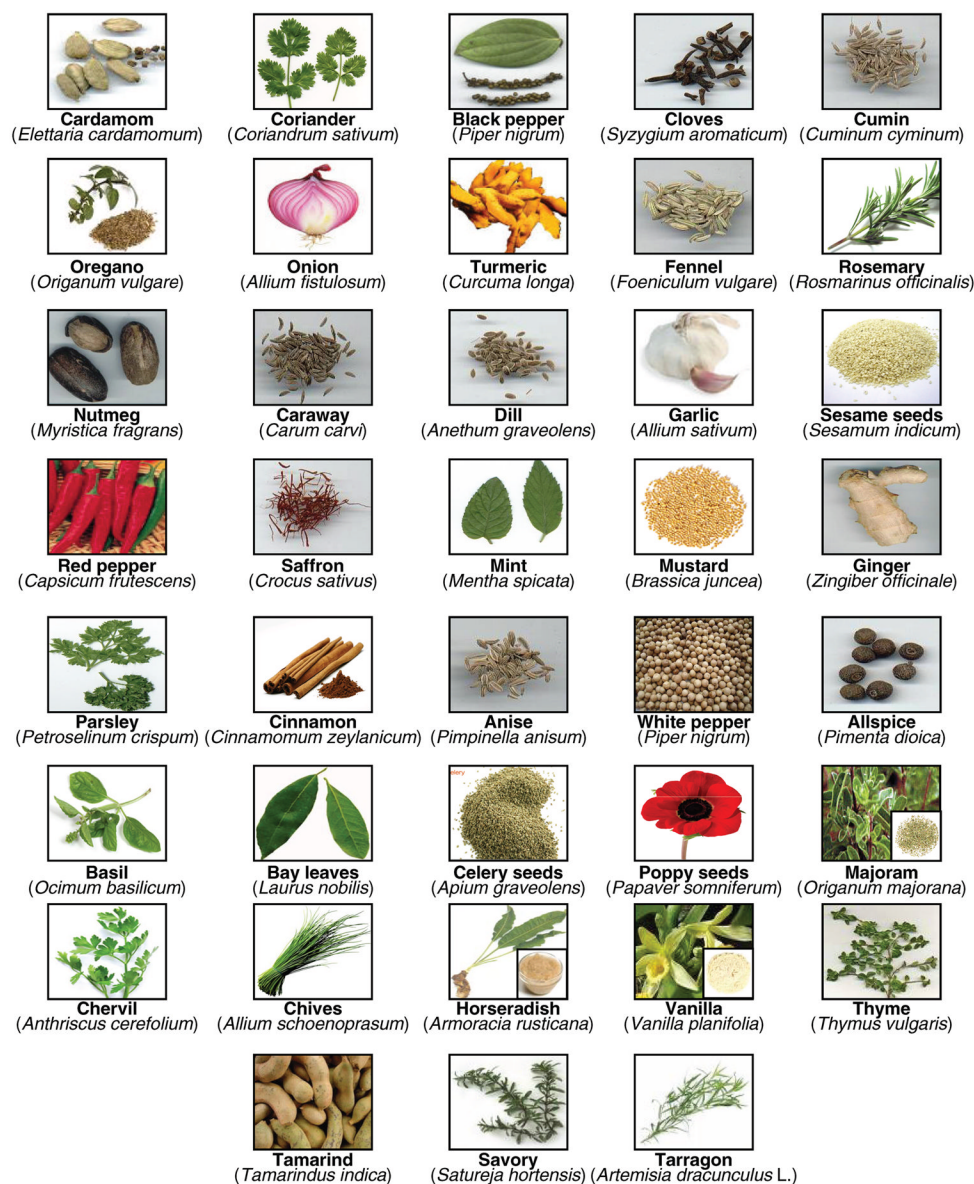 Cardamom
(Elettaria cardamomum)
Coriander
(Coriandrum sativum)
Black pepper
(Piper nigrum)
Cloves
(Syzygium aromaticum)
Cumin
(Cuminum cyminum)
Oregano
(Origanum vulgare)
Onion
(Allium fistulosum)
Turmeric
(Curcuma longa)
Fennel
(Foeniculum vulgare)
Rosemary
(Rosmarinus officinalis)
Nutmeg
(Myristica fragrans)
Caraway
(Carum carvi)
Dill
(Anethum graveolens)
Garlic
(Allium sativum)
Sesame seeds
(Sesamum indicum)
Red pepper
(Capsicum frutescens)
Saffron
(Crocus sativus)
Mint
(Mentha spicata)
Mustard
(Brassica juncea)
Ginger
(Zingiber officinale)
Parsley
(Petroselinum crispum)
Cinnamon
(Cinnamomum zeylanicum)
Anise
(Pimpinella anisum)
White pepper
(Piper nigrum)
Allspice
(Pimenta dioica)
Basil
(Ocimum basilicum)
Bay leaves
(Laurus nobilis)
elery
Celery seeds
(Apium graveolens)
Poppy seeds
(Papaver somniferum)
Majoram
(Origanum majorana)
Chervil
(Anthriscus cerefolium)
Chives
(Allium schoenoprasum)
Horseradish
(Armoracia rusticana)
Vanilla
(Vanilla planifolia)
Thyme
(Thymus vulgaris)
Tamarind
(Tamarindus indica)
Savory
(Satureja hortensis)
Tarragon
(Artemisia dracunculus L.)